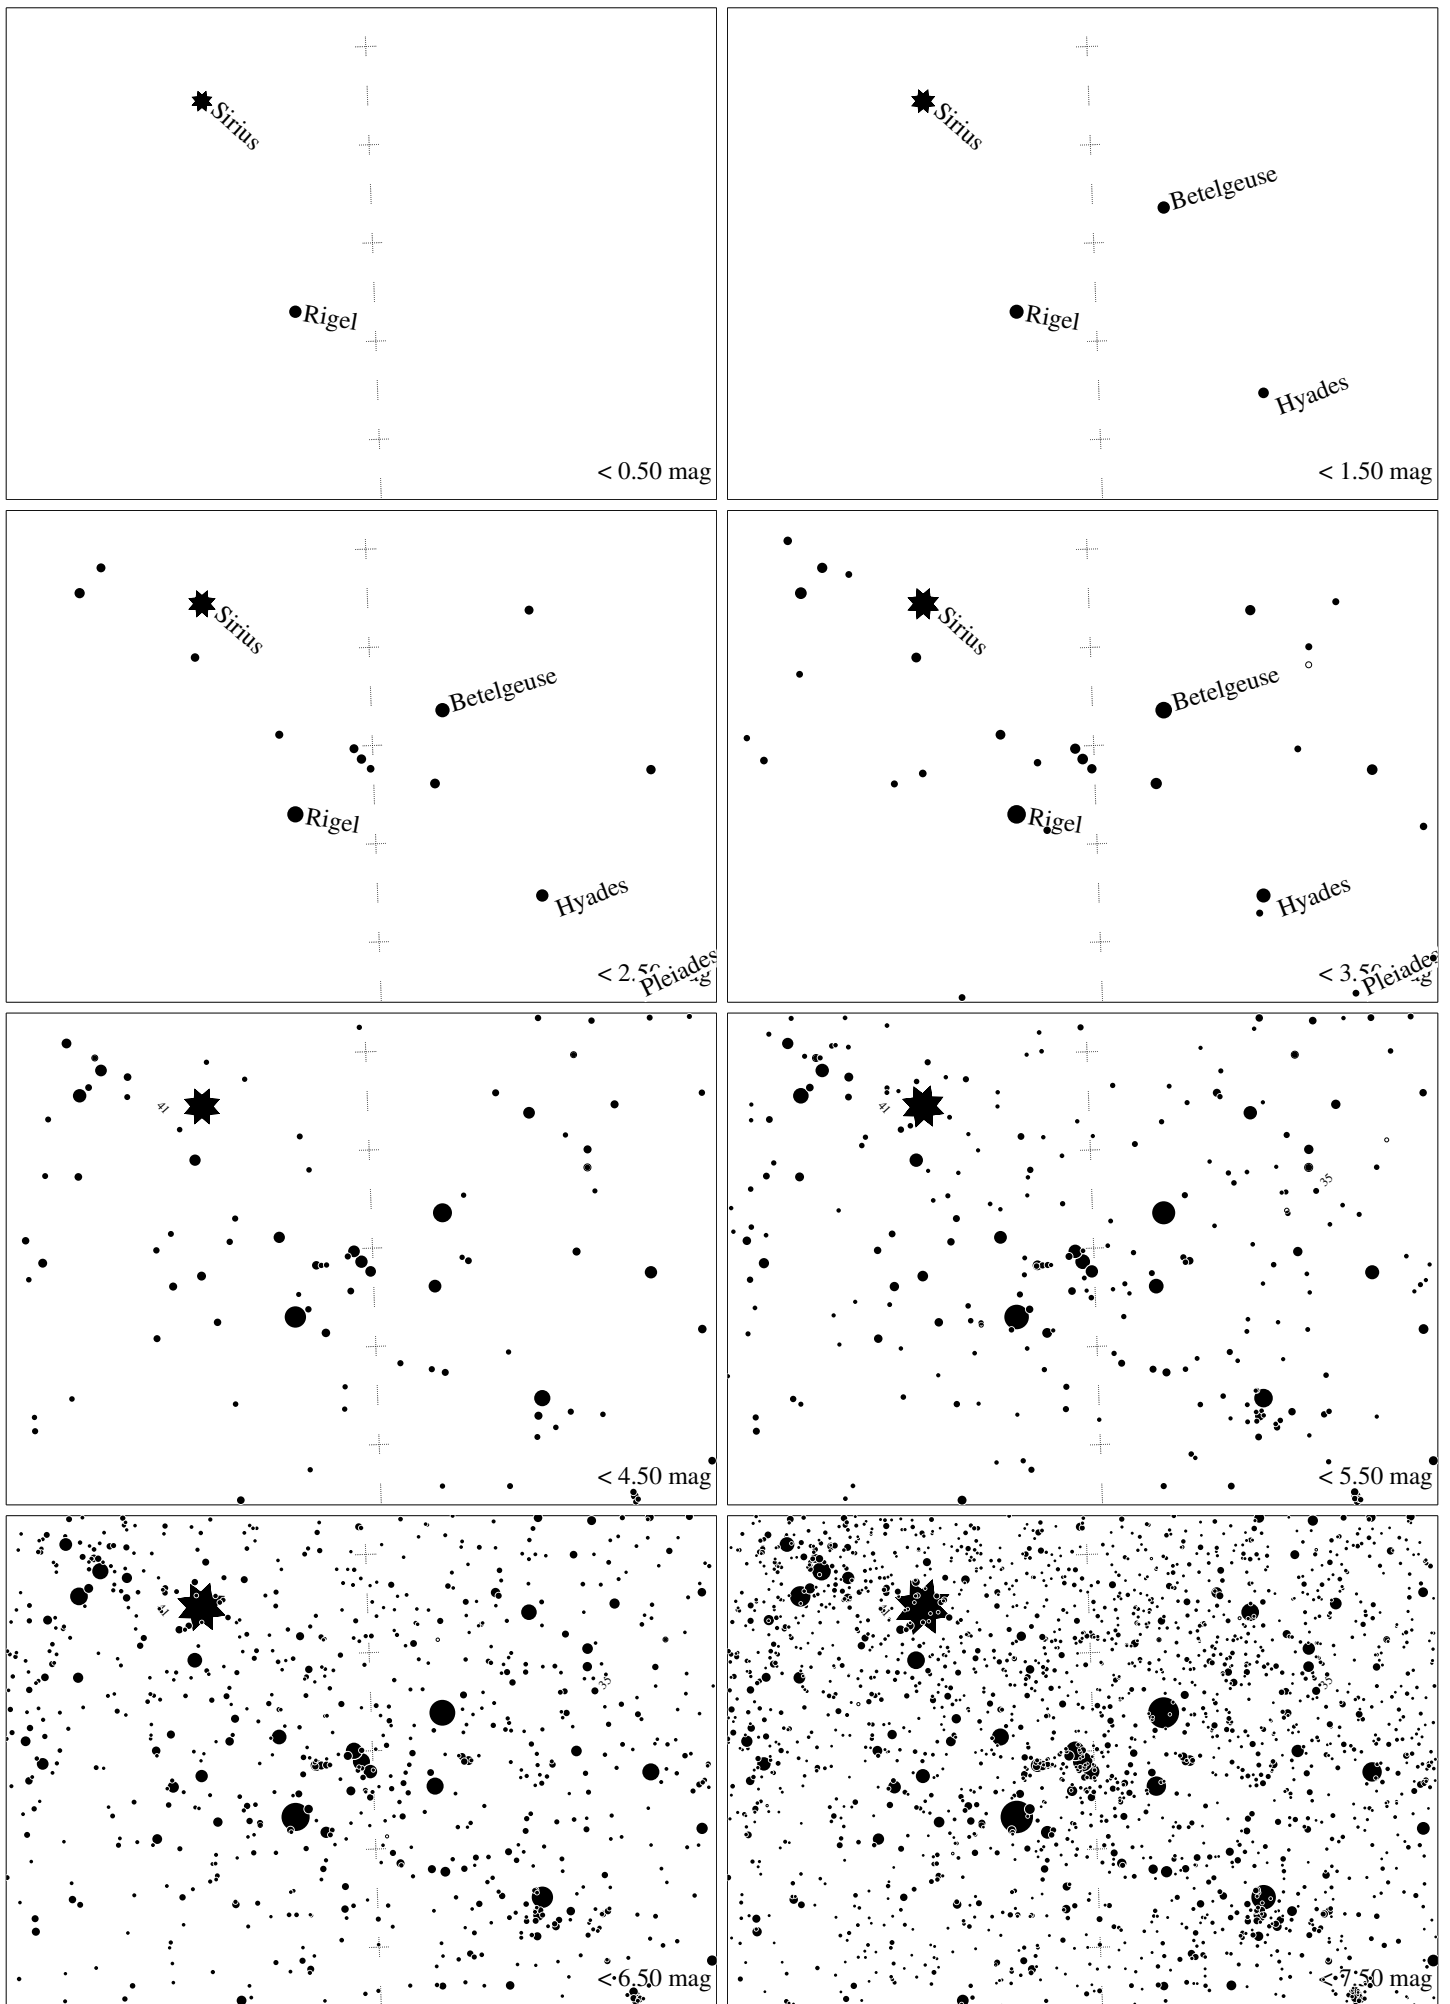 Sirius
Rigel
< 0.50 mag
Sirius
Betelgeuse
Rigel
Hyades
< 1.50 mag
Sirius
Betelgeuse
Rigel
Hyades
Pleiades
Sirius
Betelgeuse
Rigel
Hyades
Pleiades
41
< 4.50 mag
41
35
< 5.50 mag
41
35
< 6.50 mag
41
35
< 7.50 mag